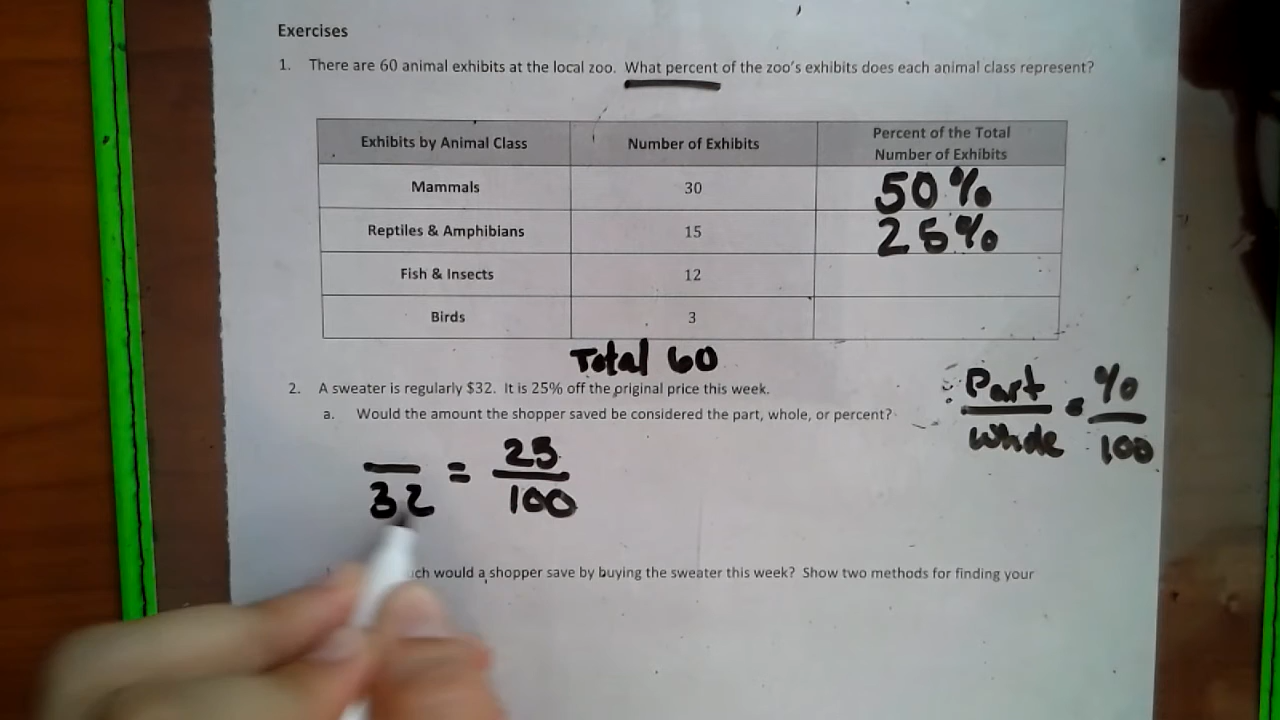 Exercises
1. There are 60 animal exhibits at the local zoo. What percent of the zoo's exhibits does each animal class represent?
Exhibits by Animal Class Number of Exhibits Percent of the Total Number of Exhibits
Mammals 30 50%
Reptiles & Amphibians 15 25%
Fish & Insects 12
Birds 3
Total 60
2. A sweater is regularly $32. It is 25% off the original price this week.
a. Would the amount the shopper saved be considered the part, whole, or percent?
Part = %
whole 100
= 25
32 100
would a shopper save by buying the sweater this week? Show two methods for finding your